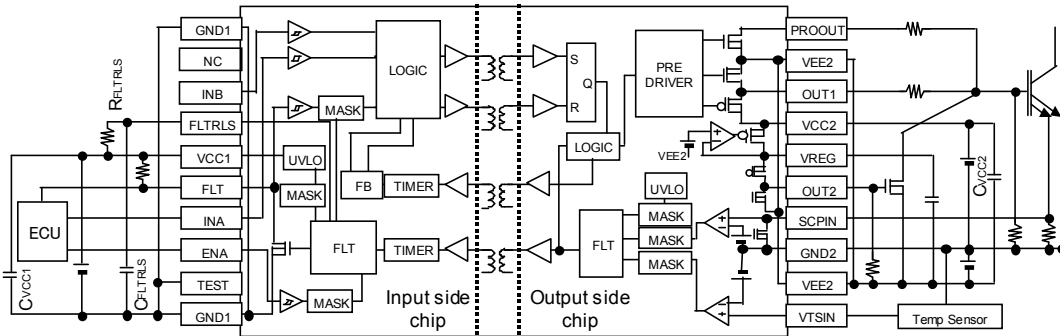 GND1
NC
INB
FLTRLS
VCC1
FLT
INA
ENA
TEST
GND1
RFLTRLS
ECU
CVCC1
CFLTRLS
LOGIC
MASK
UVLO
MASK
FB
TIMER
FLT
TIMER
MASK
Input side
chip
Output side
chip
S
Q
R
LOGIC
PRE
DRIVER
VEE2
UVLO
MASK
MASK
MASK
FLT
PROOUT
VEE2
OUT1
VCC2
VREG
OUT2
SCPIN
GND2
VEE2
VTSIN
CVCC2
Temp Sensor
+
-
+
-
+
-